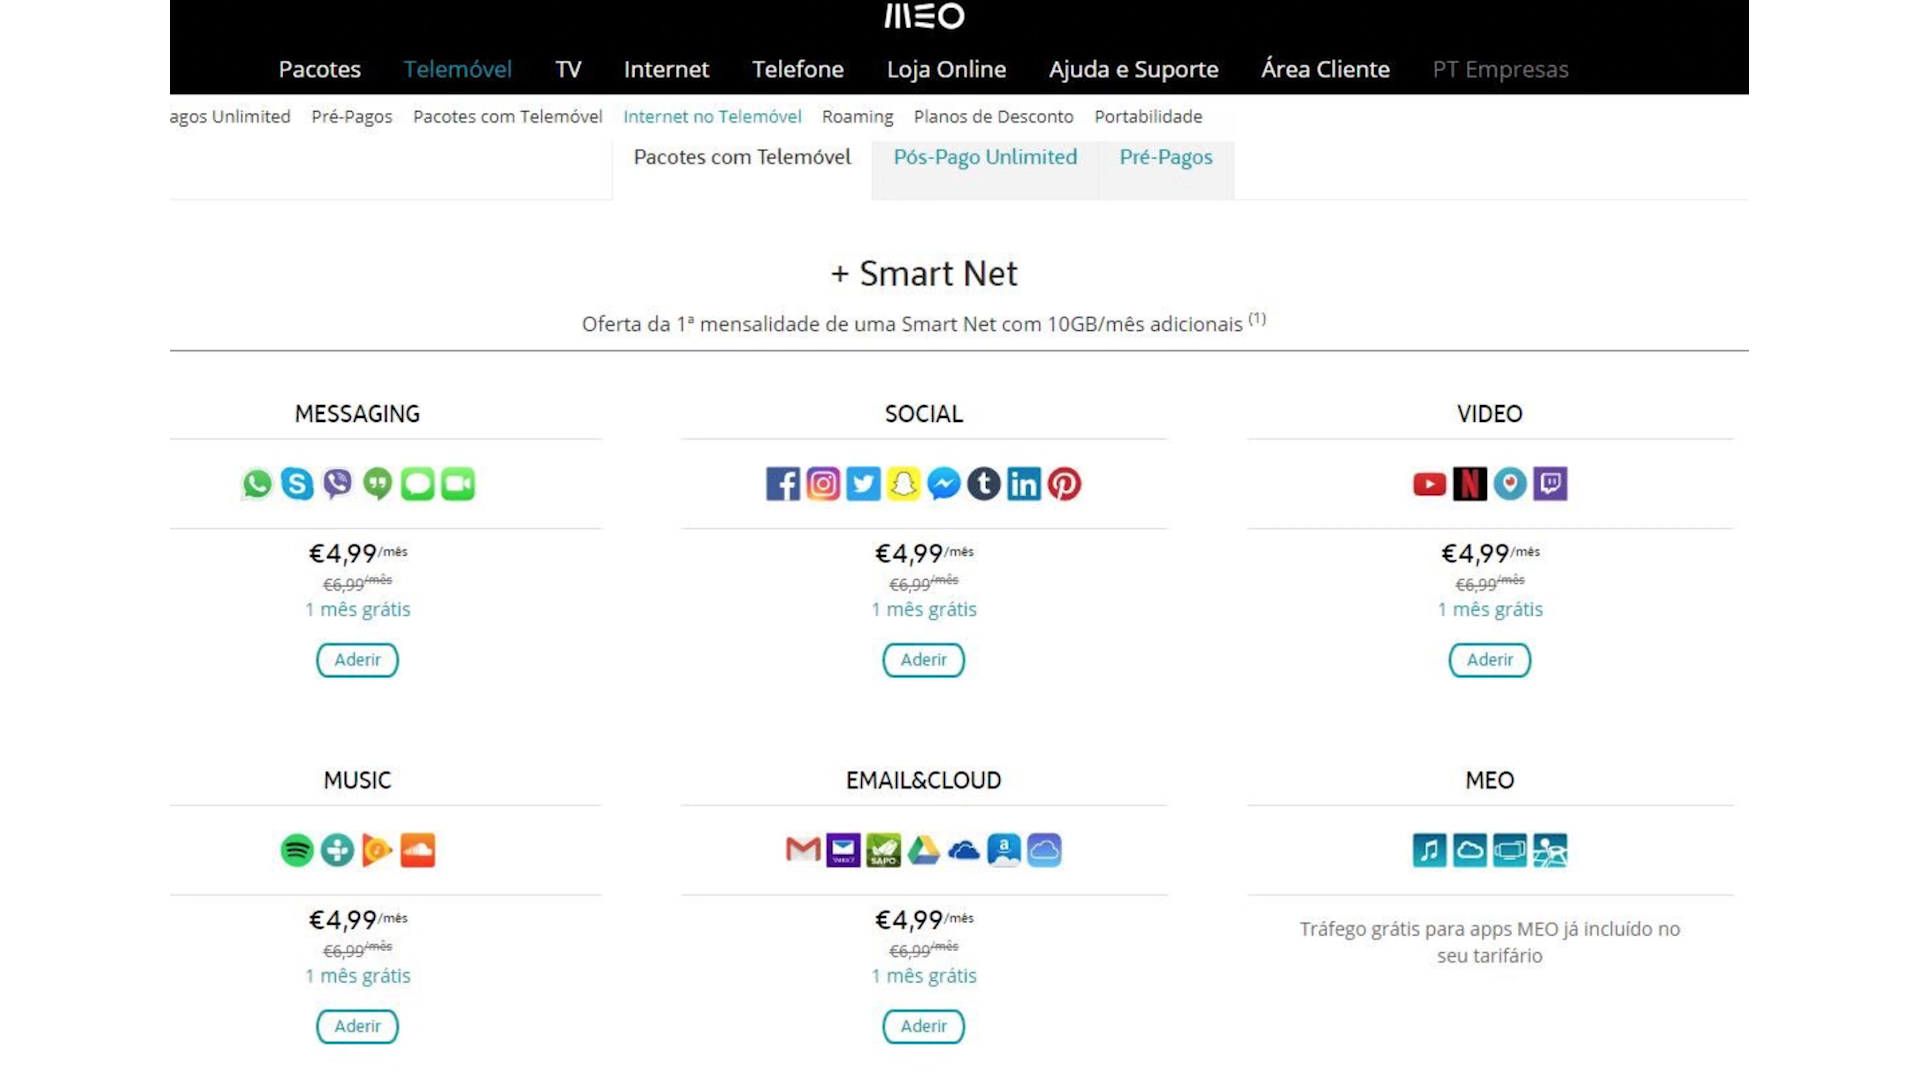 MEO
Pacotes Telemóvel TV Internet Telefone Loja Online Ajuda e Suporte Área Cliente PT Empresas
agos Unlimited Pré-Pagos Pacotes com Telemóvel Internet no Telemóvel Roaming Planos de Desconto Portabilidade
Pacotes com Telemóvel Pós-Pago Unlimited Pré-Pagos
+ Smart Net
Oferta da 1ª mensalidade de uma Smart Net com 10GB/mês adicionais (1)
MESSAGING
€4,99/mês
€6,99/mês
1 mês grátis
Aderir
SOCIAL
€4,99/mês
€6,99/mês
1 mês grátis
Aderir
VIDEO
€4,99/mês
€6,99/mês
1 mês grátis
Aderir
MUSIC
€4,99/mês
€6,99/mês
1 mês grátis
Aderir
EMAIL&CLOUD
SAPO
€4,99/mês
€6,99/mês
1 mês grátis
Aderir
MEO
Tráfego grátis para apps MEO já incluído no
seu tarifário